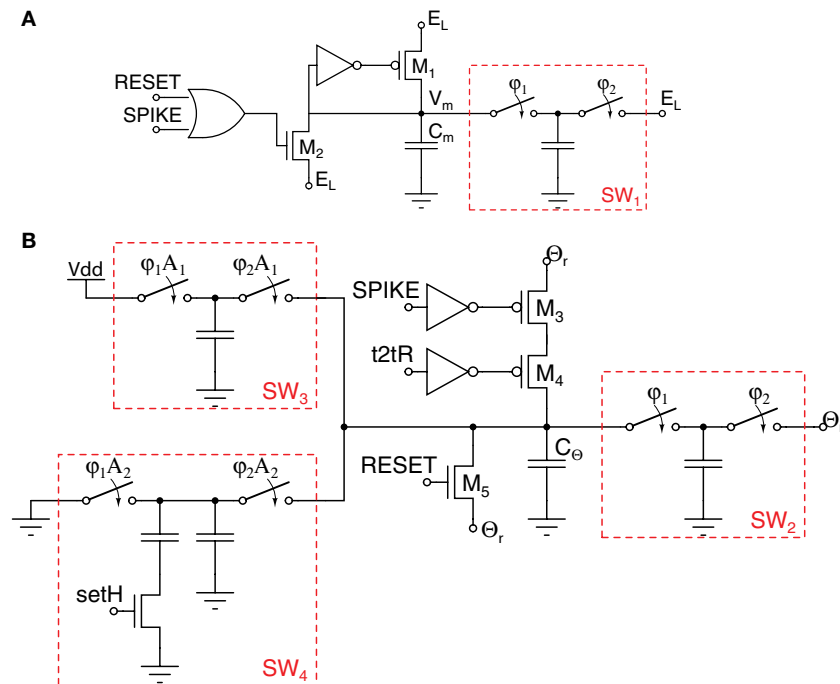 A
E_L
M_1
RESET
SPIKE
V_m
φ_1
φ_2
E_L
C_m
M_2
E_L
SW_1
B
Vdd
φ_1A_1
φ_2A_1
SW_3
SPIKE
Θ_r
M_3
t2tR
M_4
φ_1
φ_2
Θ
C_Θ
RESET
M_5
Θ_r
SW_2
φ_1A_2
φ_2A_2
setH
SW_4